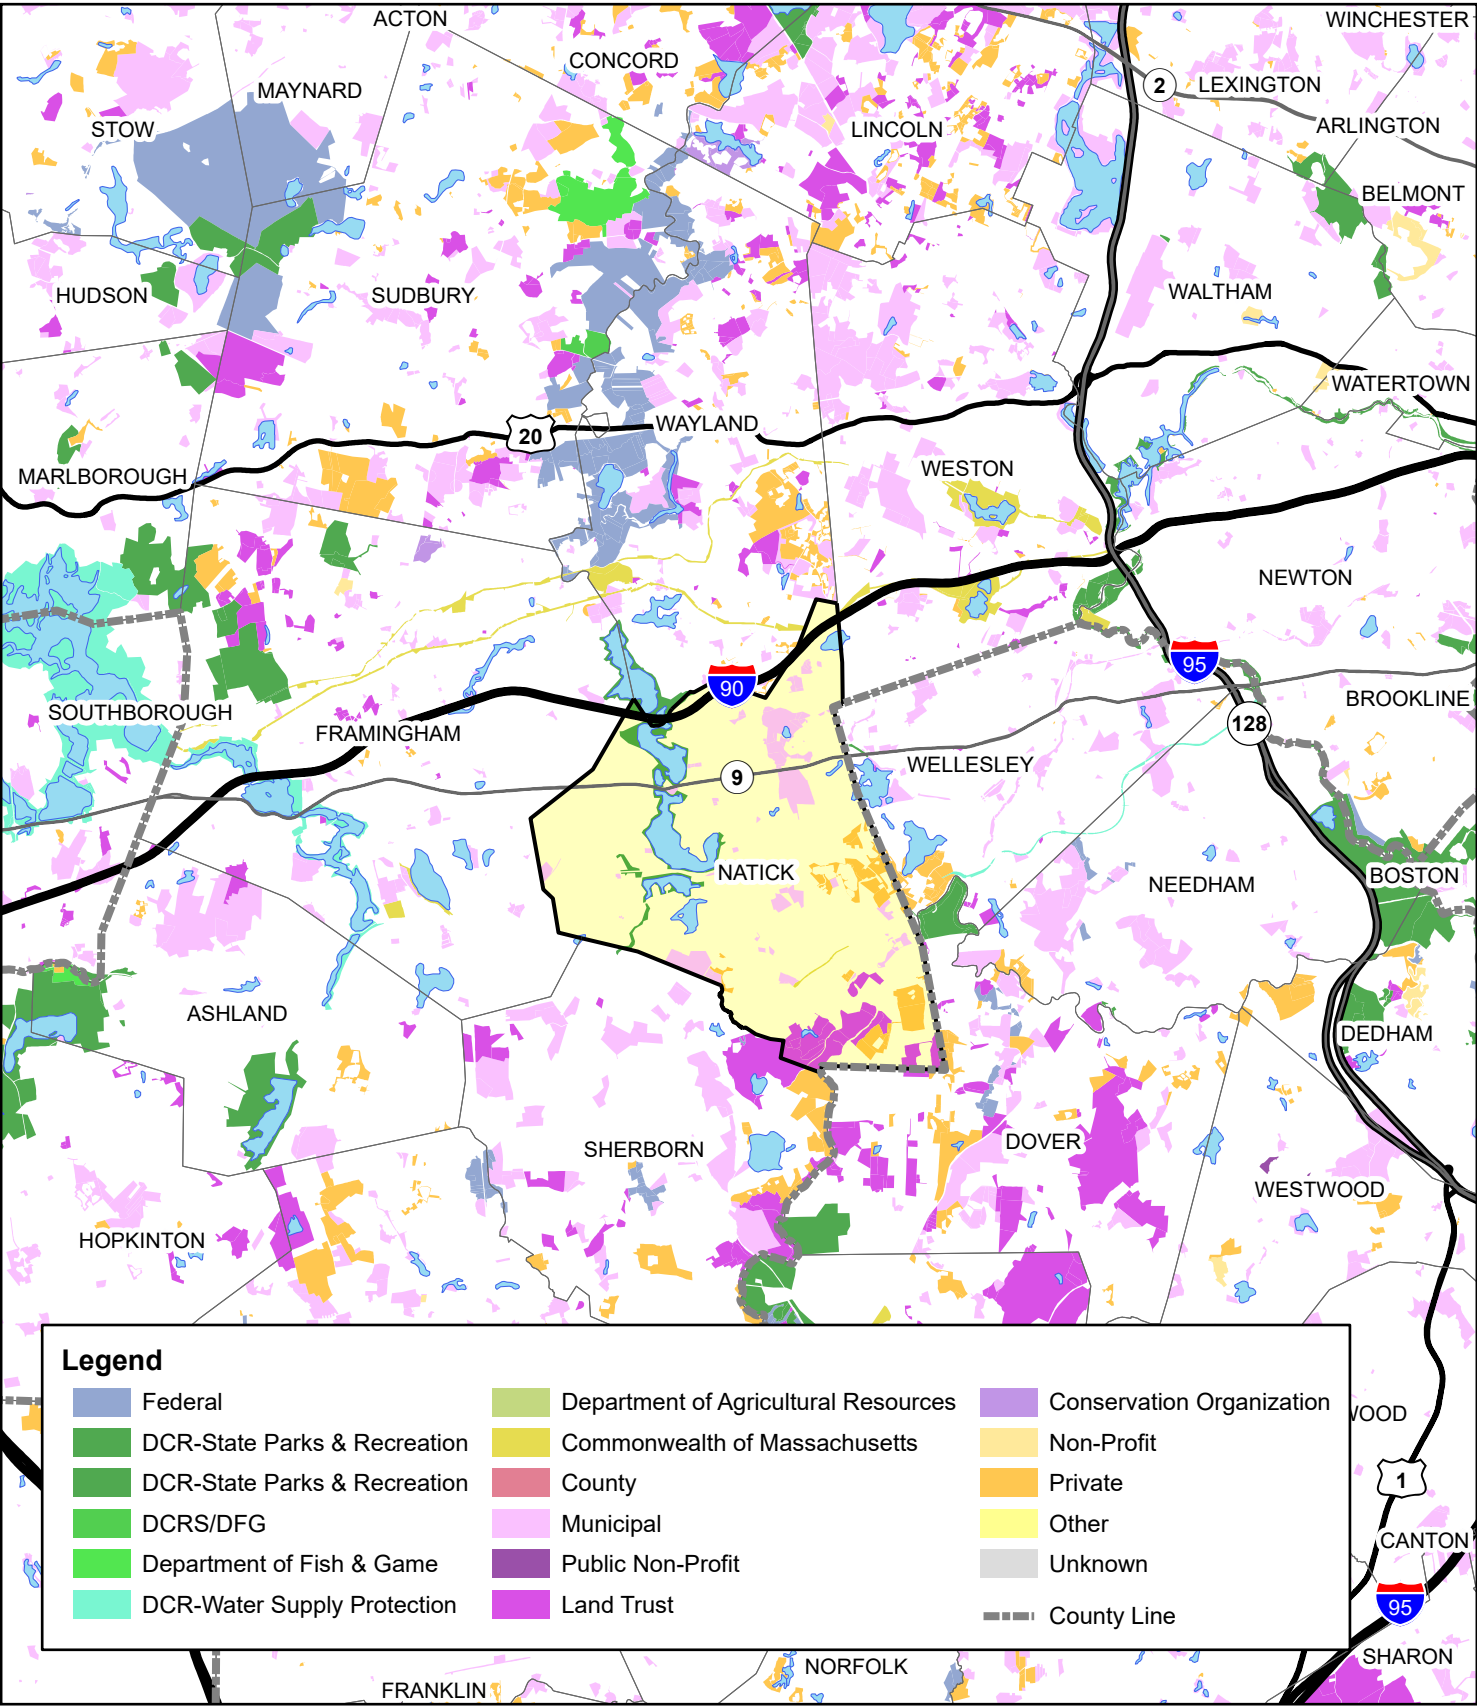 ACTON
WINCHESTER
CONCORD
MAYNARD
2
LEXINGTON
STOW
LINCOLN
ARLINGTON
BELMONT
HUDSON
SUDBURY
WALTHAM
WATERTOWN
20
WAYLAND
MARLBOROUGH
WESTON
NEWTON
95
90
SOUTHBOROUGH
BROOKLINE
FRAMINGHAM
128
9
WELLESLEY
NATICK
NEEDHAM
BOSTON
ASHLAND
DEDHAM
SHERBORN
DOVER
WESTWOOD
HOPKINTON
Legend
Federal
DCR-State Parks & Recreation
DCR-State Parks & Recreation
DCRS/DFG
Department of Fish & Game
DCR-Water Supply Protection
Department of Agricultural Resources
Commonwealth of Massachusetts
County
Municipal
Public Non-Profit
Land Trust
Conservation Organization
Non-Profit
Private
Other
Unknown
County Line
WOOD
1
CANTON
95
SHARON
NORFOLK
FRANKLIN